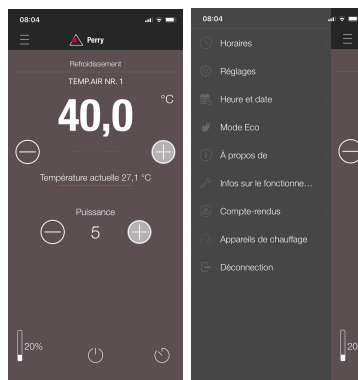 08:04
Perry
Refroidissement
TEMP.AIR NR. 1
40,0 °C
Température actuelle 27,1 °C
Puissance
5
20%
08:04
Horaires
Réglages
Heure et date
Mode Eco
À propos de
Infos sur le fonctionne...
Compte-rendus
Appareils de chauffage
Déconnection
20